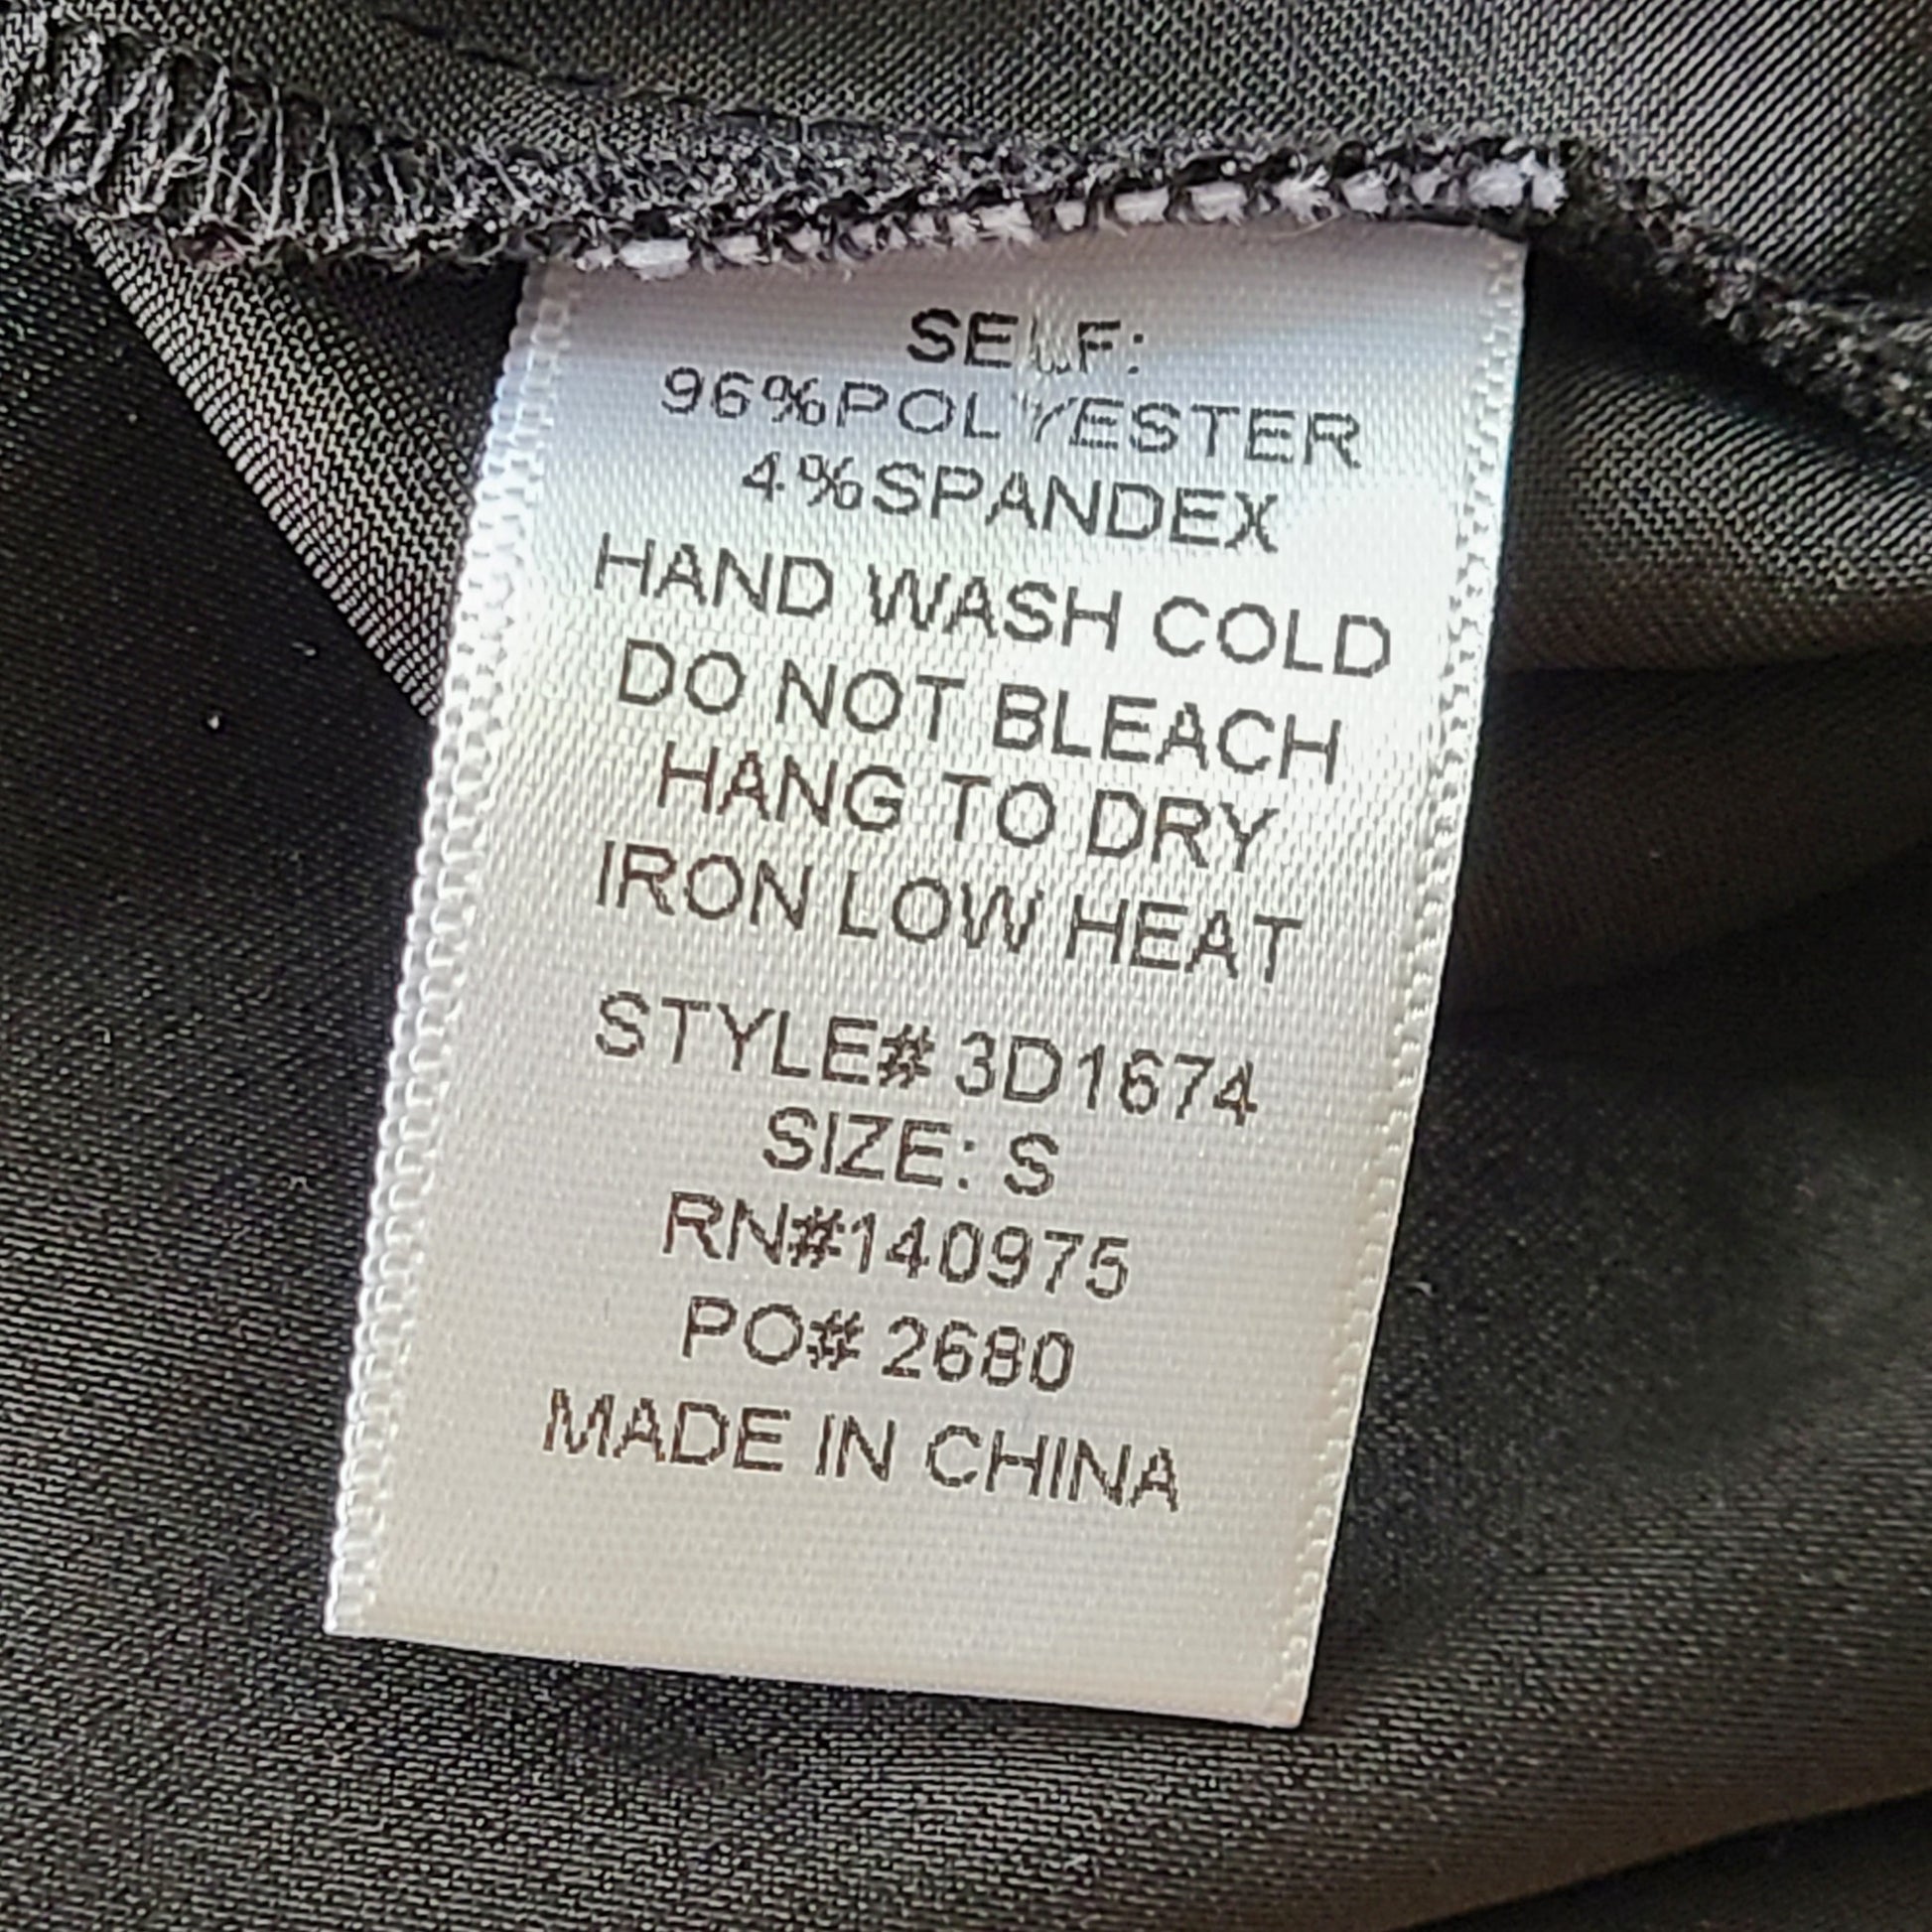 SELF:
96%POLYESTER
4%SPANDEX
HAND WASH COLD
DO NOT BLEACH
HANG TO DRY
IRON LOW HEAT
STYLE# 3D1674
SIZE: S
RN#140975
PO# 2680
MADE IN CHINA